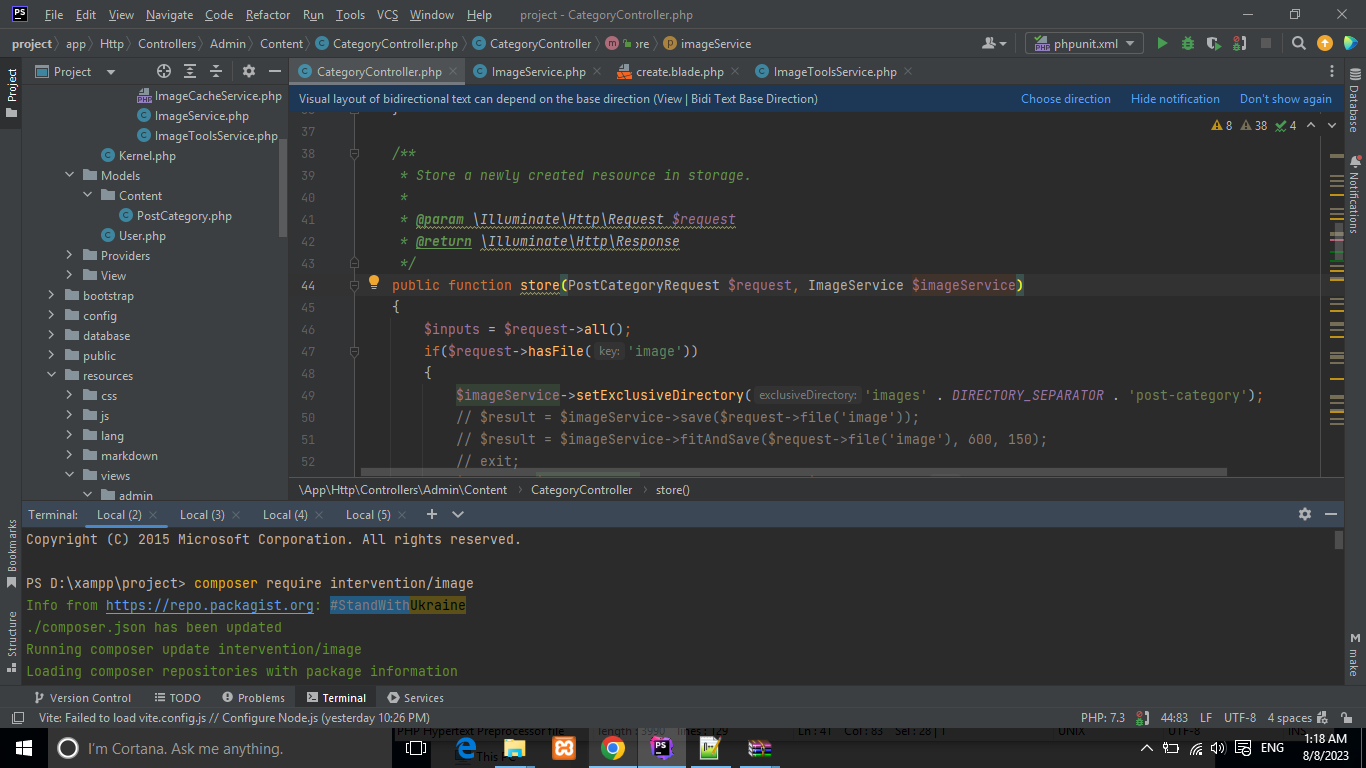 PS File Edit View Navigate Code Refactor Run Tools VCS Window Help project - CategoryController.php
project app Http Controllers Admin Content CategoryController.php CategoryController imageService phpunit.xml
Project CategoryController.php ImageService.php create.blade.php ImageToolsService.php
Visual layout of bidirectional text can depend on the base direction (View | Bidi Text Base Direction) Choose direction Hide notification Don't show again
Project
Database
Notifications
make
Bookmarks
Structure
ImageCacheService.php
ImageService.php
ImageToolsService.php
Kernel.php
Models
Content
PostCategory.php
User.php
Providers
View
bootstrap
config
database
public
resources
css
js
lang
markdown
views
admin
8 38 4
37
38 /**
39 * Store a newly created resource in storage.
40 *
41 * @param \Illuminate\Http\Request $request
42 * @return \Illuminate\Http\Response
43 */
44 public function store(PostCategoryRequest $request, ImageService $imageService)
45 {
46 $inputs = $request->all();
47 if($request->hasFile( key: 'image'))
48 {
49 $imageService->setExclusiveDirectory( exclusiveDirectory: 'images' . DIRECTORY_SEPARATOR . 'post-category');
50 // $result = $imageService->save($request->file('image'));
51 // $result = $imageService->fitAndSave($request->file('image'), 600, 150);
52 // exit;
\App\Http\Controllers\Admin\Content CategoryController store()
Terminal: Local (2) Local (3) Local (4) Local (5)
Copyright (C) 2015 Microsoft Corporation. All rights reserved.
PS D:\xampp\project> composer require intervention/image
Info from https://repo.packagist.org: #StandWithUkraine
./composer.json has been updated
Running composer update intervention/image
Loading composer repositories with package information
Version Control TODO Problems Terminal Services
Vite: Failed to load vite.config.js // Configure Node.js (yesterday 10:26 PM) PHP: 7.3 44:83 LF UTF-8 4 spaces
I'm Cortana. Ask me anything. This PC ENG 1:18 AM
8/8/2023